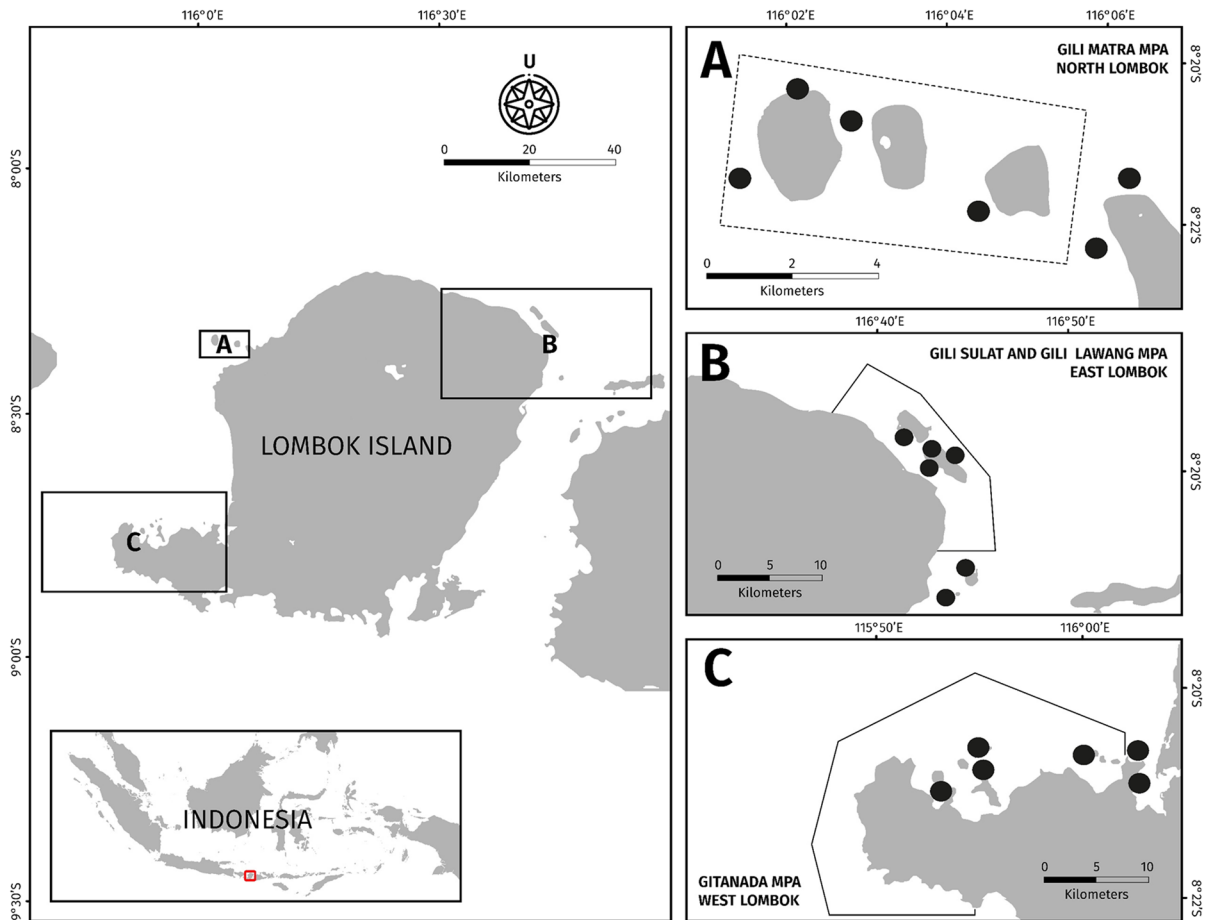 116°0'E
116°30'E
8°00'S
8°30'S
9°00'S
9°30'S
U
0
20
40
Kilometers
A
B
C
LOMBOK ISLAND
INDONESIA
116°02'E
116°04'E
116°06'E
A
GILI MATRA MPA
NORTH LOMBOK
8°20'S
8°22'S
0
2
4
Kilometers
116°40'E
116°50'E
B
GILI SULAT AND GILI LAWANG MPA
EAST LOMBOK
8°20'S
0
5
10
Kilometers
115°50'E
116°00'E
C
8°20'S
8°22'S
GITANADA MPA
WEST LOMBOK
0
5
10
Kilometers